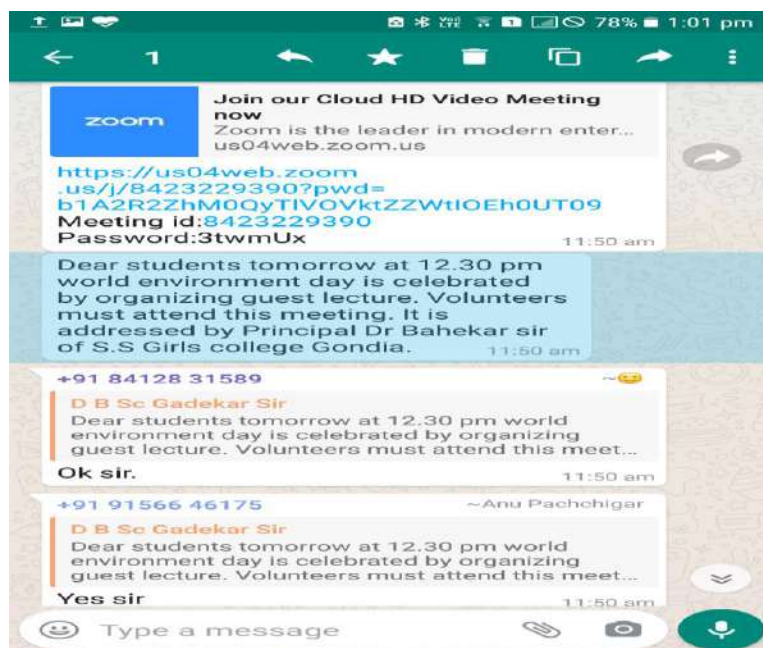 78% 1:01 pm
1
zoom
Join our Cloud HD Video Meeting
now
Zoom is the leader in modern enter...
us04web.zoom.us
https://us04web.zoom
.us/j/8423229390?pwd=
b1A2R2ZhM0QyTlVOVktZZWtIOEh0UT09
Meeting id:8423229390
Password:3twmUx
11:50 am
Dear students tomorrow at 12.30 pm
world environment day is celebrated
by organizing guest lecture. Volunteers
must attend this meeting. It is
addressed by Principal Dr Bahekar sir
of S.S Girls college Gondia.
11:50 am
+91 84128 31589 ~😊
D B Sc Gadekar Sir
Dear students tomorrow at 12.30 pm world
environment day is celebrated by organizing
guest lecture. Volunteers must attend this meet...
Ok sir.
11:50 am
+91 91566 46175 ~Anu Pachchigar
D B Sc Gadekar Sir
Dear students tomorrow at 12.30 pm world
environment day is celebrated by organizing
guest lecture. Volunteers must attend this meet...
Yes sir
11:50 am
Type a message